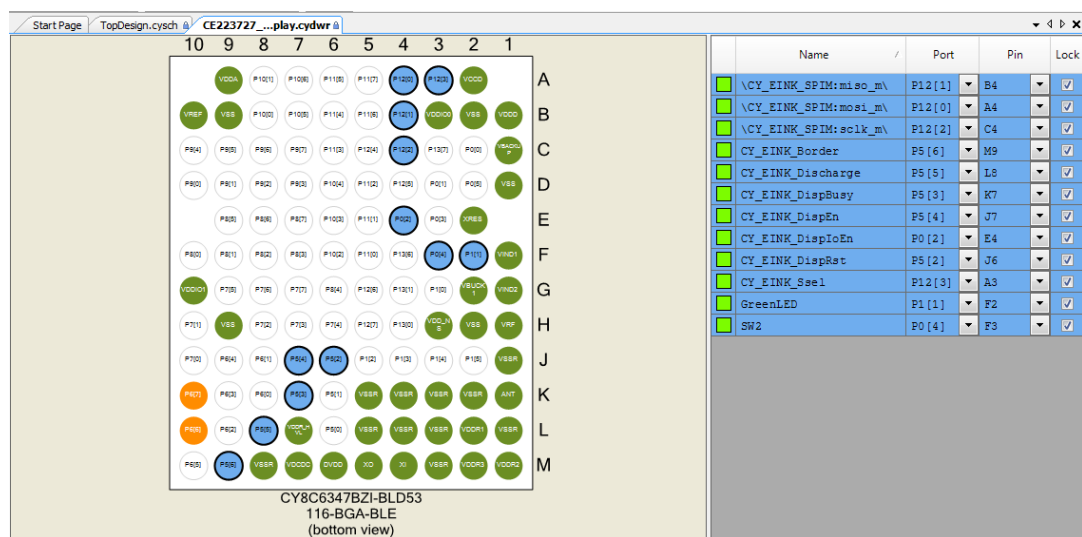 Start Page TopDesign.cysch CE223727_...play.cydwr
10 9 8 7 6 5 4 3 2 1
VDDA P10[1] P10[6] P11[5] P11[7] P12[0] P12[3] VCCD A
VREF VSS P10[0] P10[5] P11[4] P11[6] P12[1] VDDIO0 VSS VDDD B
P9[4] P9[5] P9[6] P9[7] P11[3] P12[4] P12[2] P13[7] P0[0] C
P9[0] P9[1] P9[2] P9[3] P10[4] P11[2] P12[5] P0[1] P0[5] VSS D
P8[5] P8[6] P8[7] P10[3] P11[1] P0[2] P0[3] XRES E
P8[0] P8[1] P8[2] P8[3] P10[2] P11[0] P13[6] P0[4] P1[1] VIND1 F
VDDIO1 P7[5] P7[6] P7[7] P8[4] P12[6] P13[1] P1[0] VBUCK1 VIND2 G
P7[1] VSS P7[2] P7[3] P7[4] P12[7] P13[0] VDD_NS VSS VRF H
P7[0] P6[4] P6[1] P5[4] P5[2] P1[2] P1[3] P1[4] P1[5] VSSR J
P6[7] P6[3] P6[0] P5[3] P5[1] VSSR VSSR VSSR VSSR ANT K
P6[6] P6[2] P5[5] VDDR_HVL P5[0] VSSR VSSR VSSR VDDR1 VSSR L
P6[5] P5[6] VSSR VDCDC DVDD XO XI VSSR VDDR3 VDDR2 M
CY8C6347BZI-BLD53
116-BGA-BLE
(bottom view)
Name Port Pin Lock
\CY_EINK_SPIM:miso_m\ P12[1] B4
\CY_EINK_SPIM:mosi_m\ P12[0] A4
\CY_EINK_SPIM:sclk_m\ P12[2] C4
CY_EINK_Border P5[6] M9
CY_EINK_Discharge P5[5] L8
CY_EINK_DispBusy P5[3] K7
CY_EINK_DispEn P5[4] J7
CY_EINK_DispIoEn P0[2] E4
CY_EINK_DispRst P5[2] J6
CY_EINK_Ssel P12[3] A3
GreenLED P1[1] F2
SW2 P0[4] F3